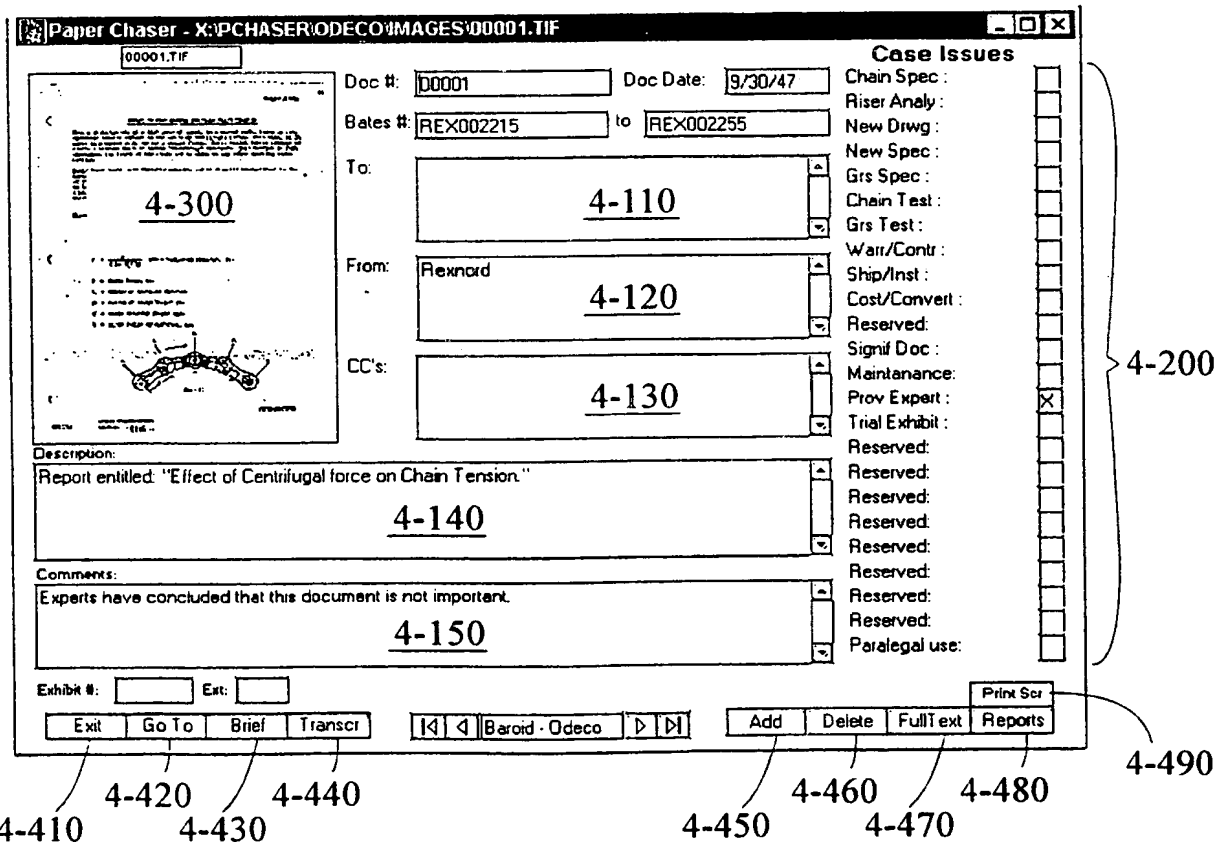 Paper Chaser - X:\PCHASER\ODECO\IMAGES\00001.TIF
00001.TIF
Case Issues
Doc #: 00001 Doc Date: 9/30/47
Bates #: REX002215 to REX002255
To: 4-110
From: Rexnord
4-120
CC's: 4-130
4-300
Chain Spec :
Riser Analy :
New Drwg :
New Spec :
Grs Spec :
Chain Test :
Grs Test :
Warr/Contr :
Ship/Inst :
Cost/Convert :
Reserved:
Signif Doc :
Maintanance:
Prov Expert : X
Trial Exhibit :
Reserved:
Reserved:
Reserved:
Reserved:
Reserved:
Reserved:
Reserved:
Reserved:
Paralegal use:
4-200
Description:
Report entitled: "Effect of Centrifugal force on Chain Tension."
4-140
Comments:
Experts have concluded that this document is not important.
4-150
Exhibit #: Ext:
Print Scr
Exit Go To Brief Transcr Baroid - Odeco Add Delete FullText Reports
4-490
4-420 4-440 4-460 4-480
4-410 4-430 4-450 4-470